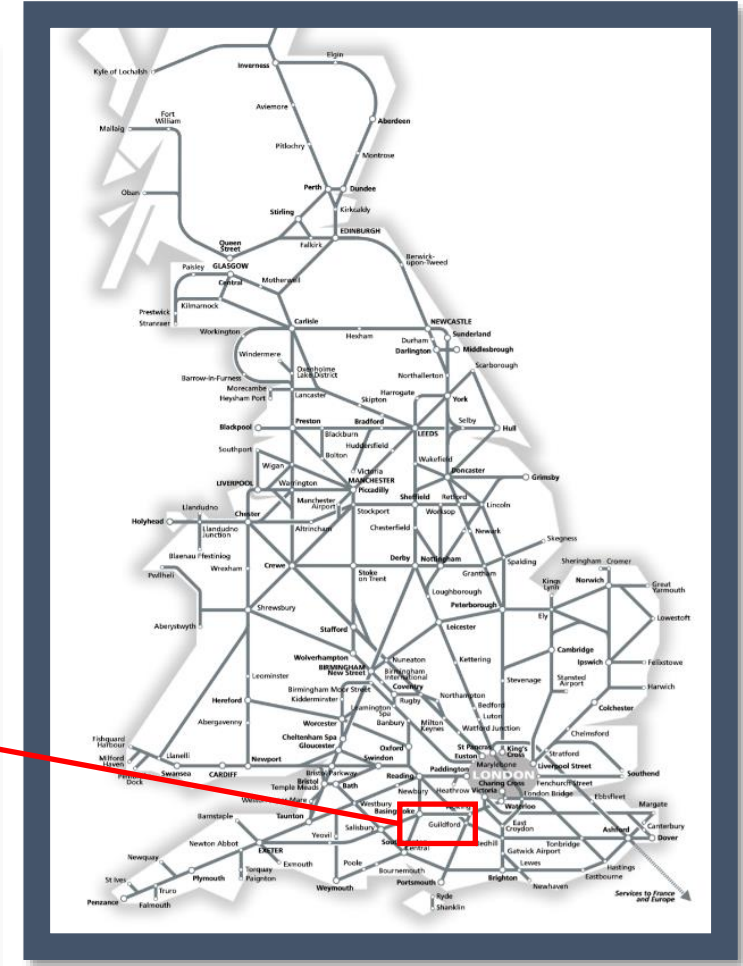 Kyle of Lochalsh
Inverness
Elgin
Aviemore
Aberdeen
Fort
William
Mallaig
Pitlochry
Montrose
Perth
Dundee
Oban
Stirling
Kirkcaldy
EDINBURGH
Queen
Street
Falkirk
Berwick-
upon-Tweed
Paisley
GLASGOW
Central
Motherwell
Kilmarnock
Prestwick
Stranraer
Carlisle
NEWCASTLE
Workington
Hexham
Sunderland
Durham
Darlington
Middlesbrough
Windermere
Oxenholme
Lake District
Scarborough
Northallerton
Barrow-in-Furness
Morecambe
Heysham Port
Lancaster
Harrogate
York
Skipton
Blackpool
Preston
Bradford
Selby
Hull
Blackburn
LEEDS
Southport
Bolton
Huddersfield
Wakefield
Wigan
Victoria
MANCHESTER
Piccadilly
Doncaster
Grimsby
LIVERPOOL
Warrington
Manchester
Airport
Stockport
Sheffield
Retford
Worksop
Lincoln
Llandudno
Holyhead
Chester
Llandudno
Junction
Altrincham
Chesterfield
Newark
Skegness
Blaenau Ffestiniog
Wrexham
Crewe
Stoke
on Trent
Derby
Nottingham
Grantham
Spalding
Sheringham
Cromer
Pwllheli
Kings
Lynn
Norwich
Great
Yarmouth
Loughborough
Peterborough
Ely
Lowestoft
Shrewsbury
Aberystwyth
Stafford
Leicester
Cambridge
Wolverhampton
BIRMINGHAM
New Street
Nuneaton
Birmingham
International
Kettering
Ipswich
Felixstowe
Stansted
Airport
Leominster
Birmingham Moor Street
Kidderminster
Coventry
Rugby
Northampton
Stevenage
Harwich
Hereford
Leamington
Spa
Bedford
Colchester
Luton
Abergavenny
Worcester
Banbury
Milton
Keynes
Watford Junction
Chelmsford
Fishguard
Harbour
Cheltenham Spa
Gloucester
Oxford
St Pancras
Euston
King's
Cross
Stratford
Milford
Haven
Llanelli
Newport
Swindon
Marylebone
Liverpool Street
Dock
Swansea
CARDIFF
Bristol Parkway
Reading
Paddington
LONDON
Fenchurch Street
Southend
Bristol
Temple Meads
Bath
Newbury
Heathrow
Victoria
Charing Cross
London Bridge
Ebbsfleet
Westbury
Waterloo
Margate
Barnstaple
Taunton
Salisbury
Guildford
East
Croydon
Canterbury
Newton Abbot
Yeovil
Central
Gatwick Airport
Tonbridge
Ashford
Dover
Newquay
EXETER
Exmouth
Poole
Bournemouth
Lewes
Hastings
Eastbourne
St Ives
Truro
Plymouth
Torquay
Paignton
Weymouth
Portsmouth
Brighton
Newhaven
Penzance
Falmouth
Ryde
Shanklin
Services to France
and Europe